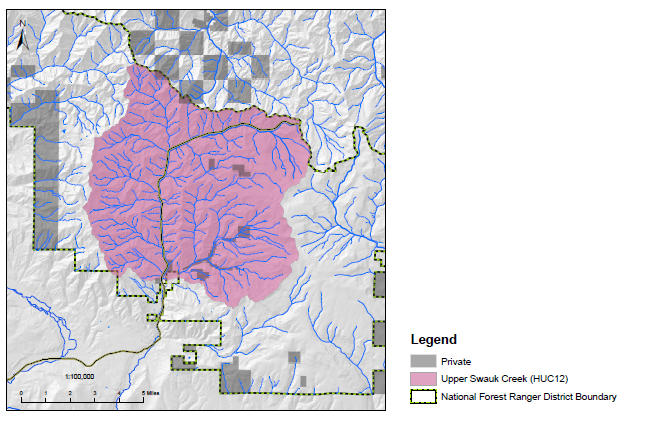 N
1:100,000
0 1 2 3 4 5 Miles
Legend
Private
Upper Swauk Creek (HUC12)
National Forest Ranger District Boundary